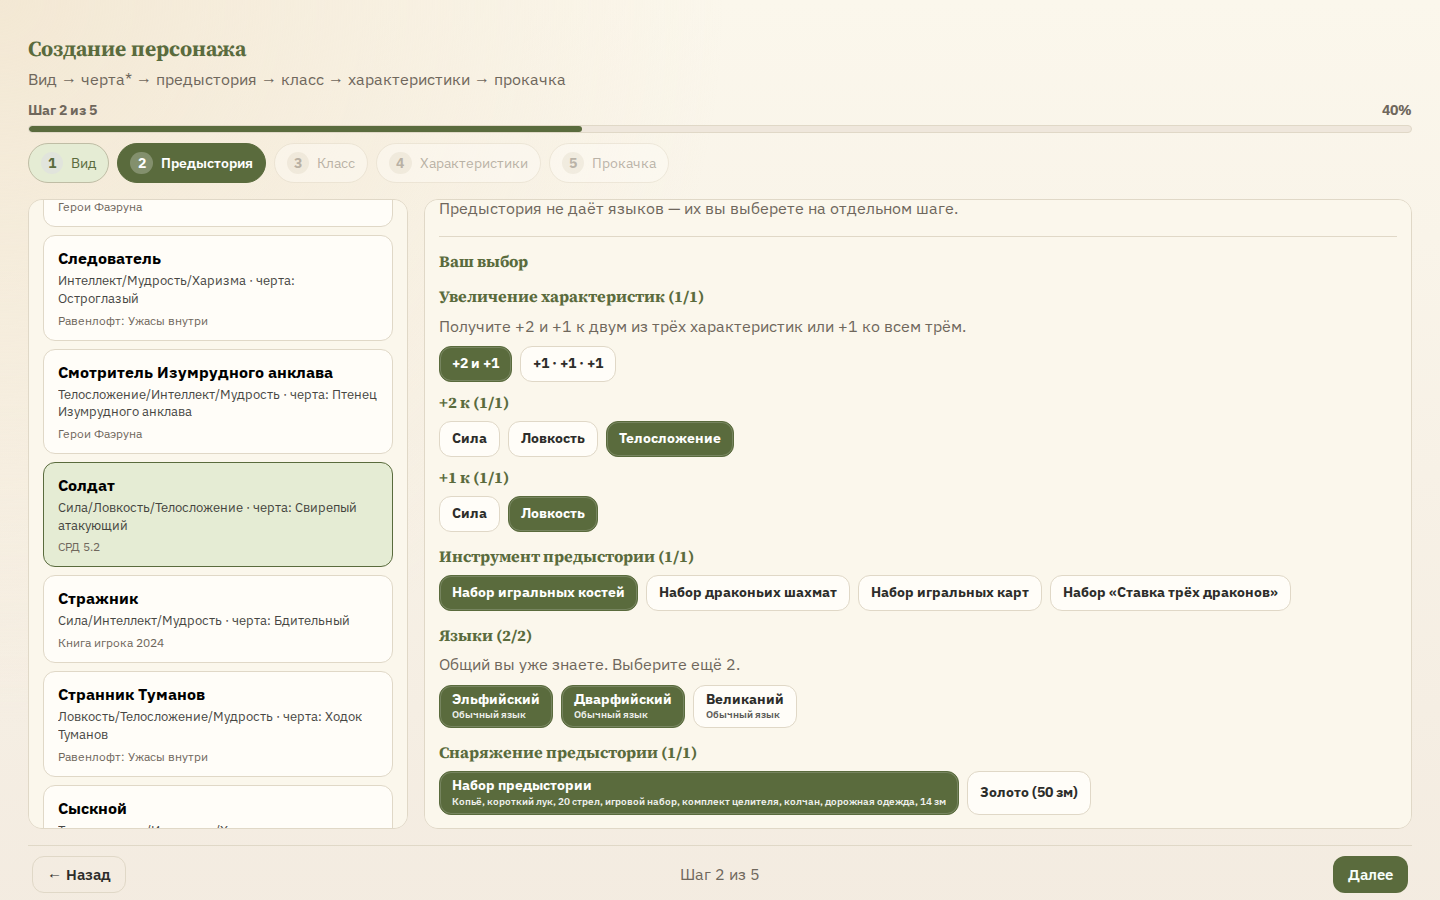 Создание персонажа
Вид → черта* → предыстория → класс → характеристики → прокачка
Шаг 2 из 5
40%
1 Вид
2 Предыстория
3 Класс
4 Характеристики
5 Прокачка
Герои Фаэруна
Следователь
Интеллект/Мудрость/Харизма · черта:
Остроглазый
Равенлофт: Ужасы внутри
Смотритель Изумрудного анклава
Телосложение/Интеллект/Мудрость · черта: Птенец
Изумрудного анклава
Герои Фаэруна
Солдат
Сила/Ловкость/Телосложение · черта: Свирепый
атакующий
СРД 5.2
Стражник
Сила/Интеллект/Мудрость · черта: Бдительный
Книга игрока 2024
Странник Туманов
Ловкость/Телосложение/Мудрость · черта: Ходок
Туманов
Равенлофт: Ужасы внутри
Сыскной
Предыстория не даёт языков — их вы выберете на отдельном шаге.
Ваш выбор
Увеличение характеристик (1/1)
Получите +2 и +1 к двум из трёх характеристик или +1 ко всем трём.
+2 и +1
+1 · +1 · +1
+2 к (1/1)
Сила
Ловкость
Телосложение
+1 к (1/1)
Сила
Ловкость
Инструмент предыстории (1/1)
Набор игральных костей
Набор драконьих шахмат
Набор игральных карт
Набор «Ставка трёх драконов»
Языки (2/2)
Общий вы уже знаете. Выберите ещё 2.
Эльфийский
Обычный язык
Дварфийский
Обычный язык
Великаний
Обычный язык
Снаряжение предыстории (1/1)
Набор предыстории
Копьё, короткий лук, 20 стрел, игровой набор, комплект целителя, колчан, дорожная одежда, 14 зм
Золото (50 зм)
← Назад
Шаг 2 из 5
Далее